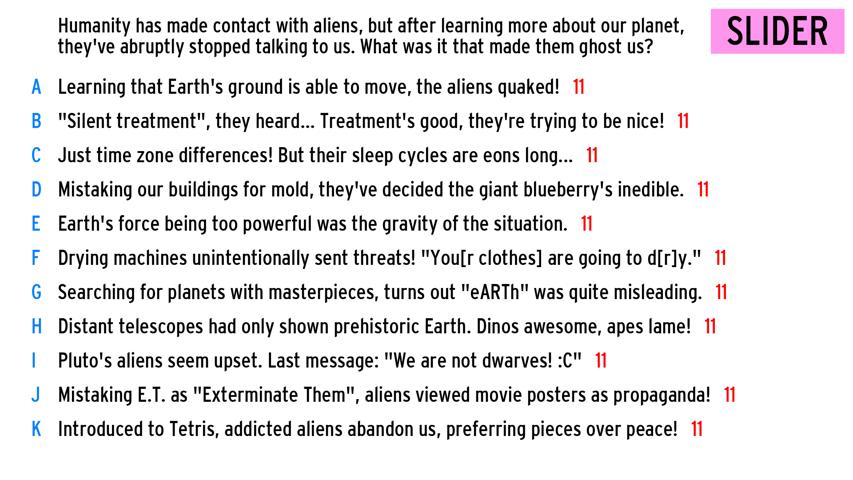 Humanity has made contact with aliens, but after learning more about our planet,
they've abruptly stopped talking to us. What was it that made them ghost us?
SLIDER
A Learning that Earth's ground is able to move, the aliens quaked! 11
B "Silent treatment", they heard... Treatment's good, they're trying to be nice! 11
C Just time zone differences! But their sleep cycles are eons long... 11
D Mistaking our buildings for mold, they've decided the giant blueberry's inedible. 11
E Earth's force being too powerful was the gravity of the situation. 11
F Drying machines unintentionally sent threats! "You[r clothes] are going to d[r]y." 11
G Searching for planets with masterpieces, turns out "eARTh" was quite misleading. 11
H Distant telescopes had only shown prehistoric Earth. Dinos awesome, apes lame! 11
I Pluto's aliens seem upset. Last message: "We are not dwarves! :C" 11
J Mistaking E.T. as "Exterminate Them", aliens viewed movie posters as propaganda! 11
K Introduced to Tetris, addicted aliens abandon us, preferring pieces over peace! 11